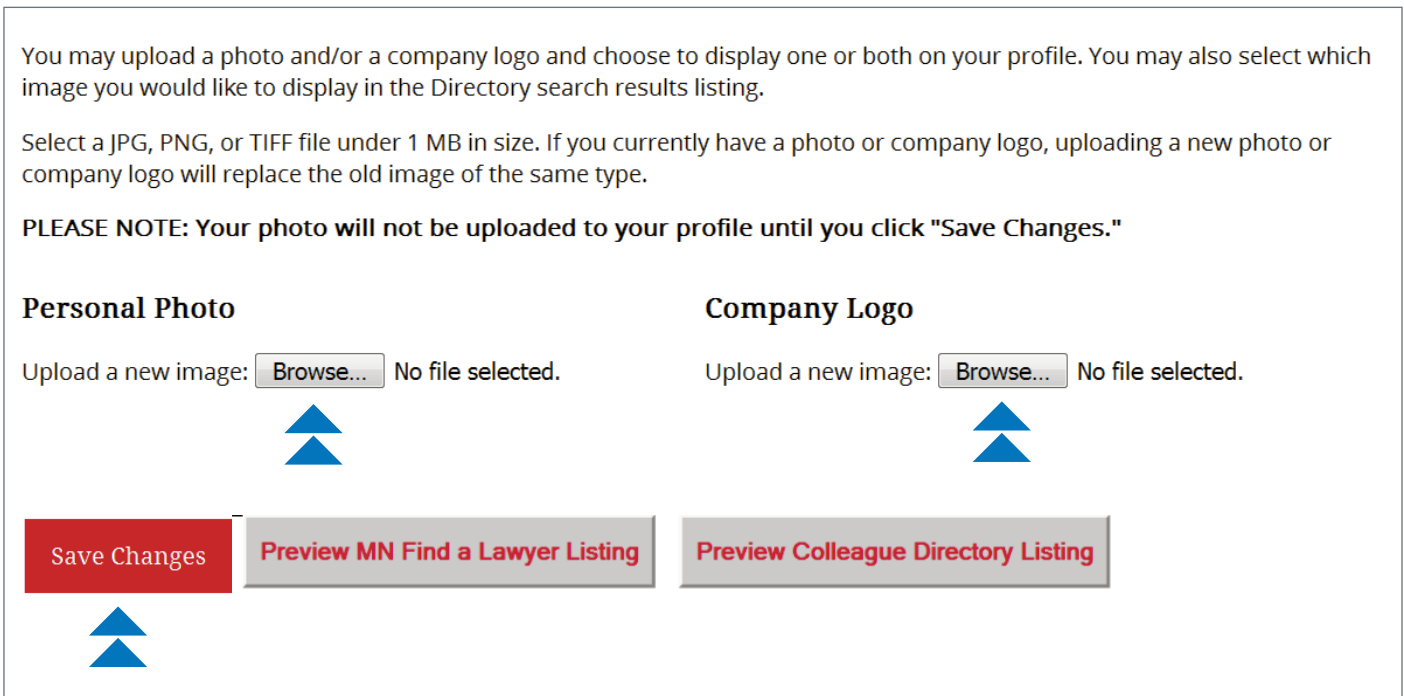 You may upload a photo and/or a company logo and choose to display one or both on your profile. You may also select which
image you would like to display in the Directory search results listing.
Select a JPG, PNG, or TIFF file under 1 MB in size. If you currently have a photo or company logo, uploading a new photo or
company logo will replace the old image of the same type.
PLEASE NOTE: Your photo will not be uploaded to your profile until you click "Save Changes."
Personal Photo
Upload a new image: Browse... No file selected.
Company Logo
Upload a new image: Browse... No file selected.
Save Changes
Preview MN Find a Lawyer Listing
Preview Colleague Directory Listing